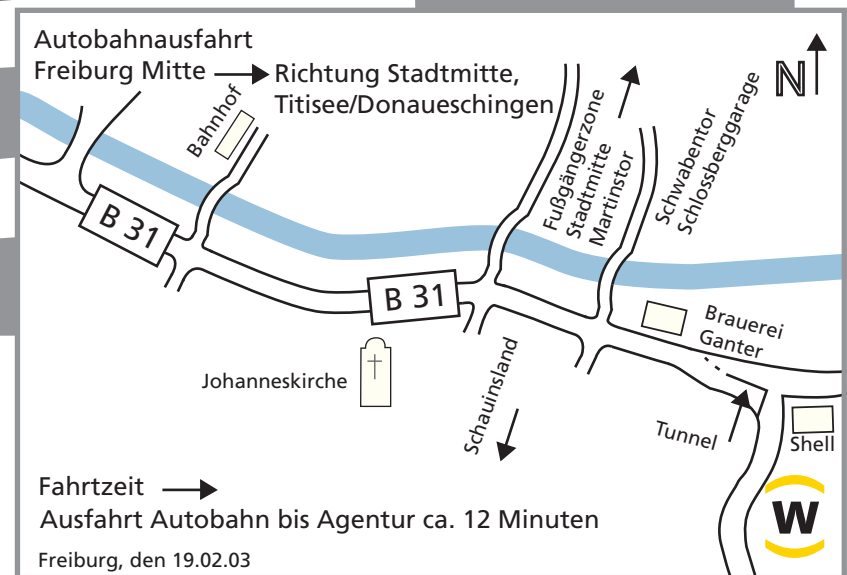 Autobahnausfahrt
Freiburg Mitte
Richtung Stadtmitte,
Titisee/Donaueschingen
N
Bahnhof
Fußgängerzone
Stadtmitte
Martinstor
Schwabentor
Schlossberggarage
B 31
B 31
Brauerei
Ganter
Johanneskirche
Schauinsland
Tunnel
Shell
W
Fahrtzeit
Ausfahrt Autobahn bis Agentur ca. 12 Minuten
Freiburg, den 19.02.03